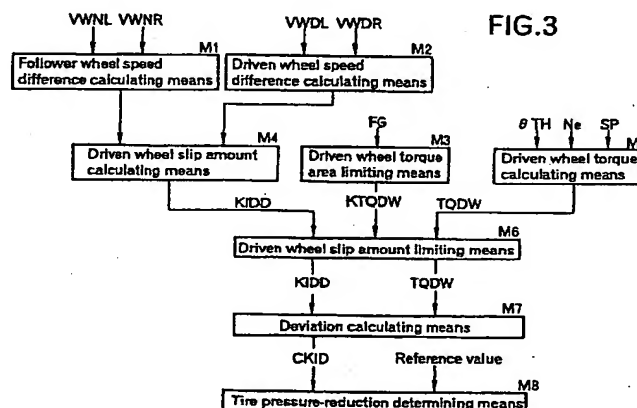 FIG.3
VWNL VWNR
VWDL VWDR
M1
M2
Follower wheel speed
difference calculating means
Driven wheel speed
difference calculating means
FG
θTH Ne SP
M4
M3
M
Driven wheel slip amount
calculating means
Driven wheel torque
area limiting means
Driven wheel torque
calculating means
KIDD
KTQDW
TQDW
M6
Driven wheel slip amount limiting means
KIDD
TQDW
M7
Deviation calculating means
CKID
Reference value
M8
Tire pressure-reduction determining means